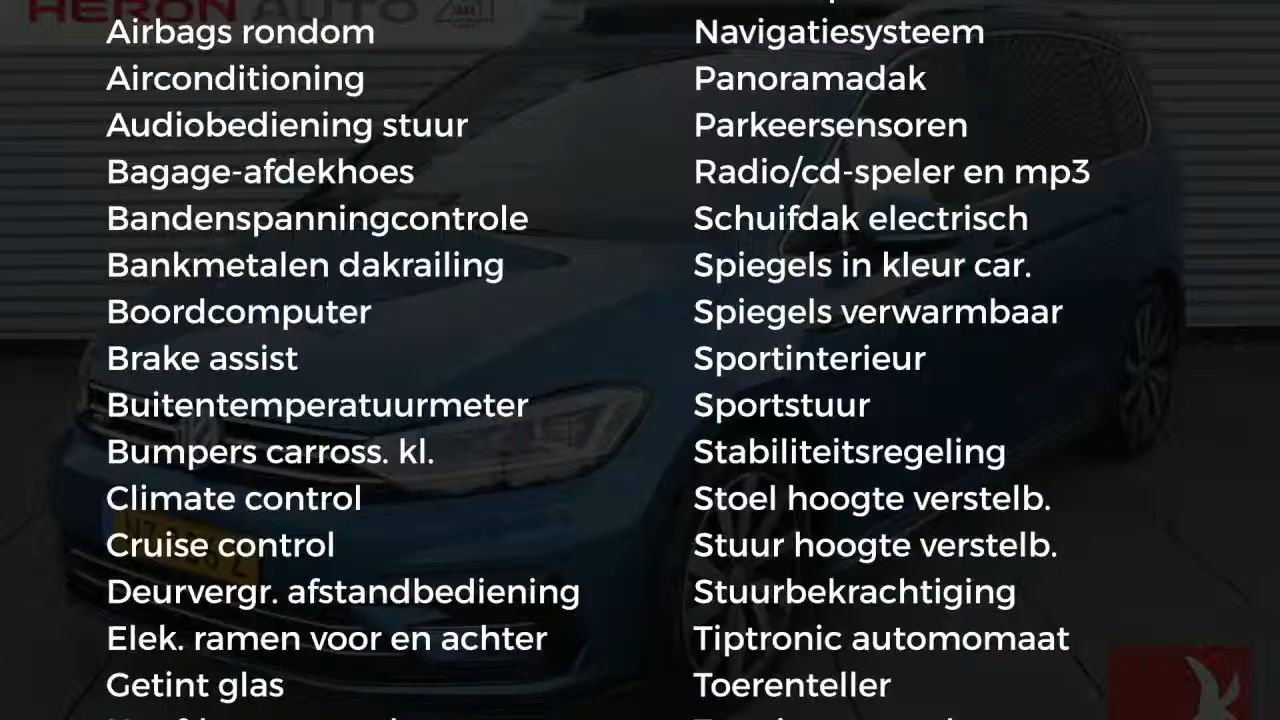 HERON AUTO
Airbags rondom
Airconditioning
Audiobediening stuur
Bagage-afdekhoes
Bandenspanningcontrole
Bankmetalen dakrailing
Boordcomputer
Brake assist
Buitentemperatuurmeter
Bumpers carross. kl.
Climate control
Cruise control
Deurvergr. afstandbediening
Elek. ramen voor en achter
Getint glas
Navigatiesysteem
Panoramadak
Parkeersensoren
Radio/cd-speler en mp3
Schuifdak electrisch
Spiegels in kleur car.
Spiegels verwarmbaar
Sportinterieur
Sportstuur
Stabiliteitsregeling
Stoel hoogte verstelb.
Stuur hoogte verstelb.
Stuurbekrachtiging
Tiptronic automomaat
Toerenteller